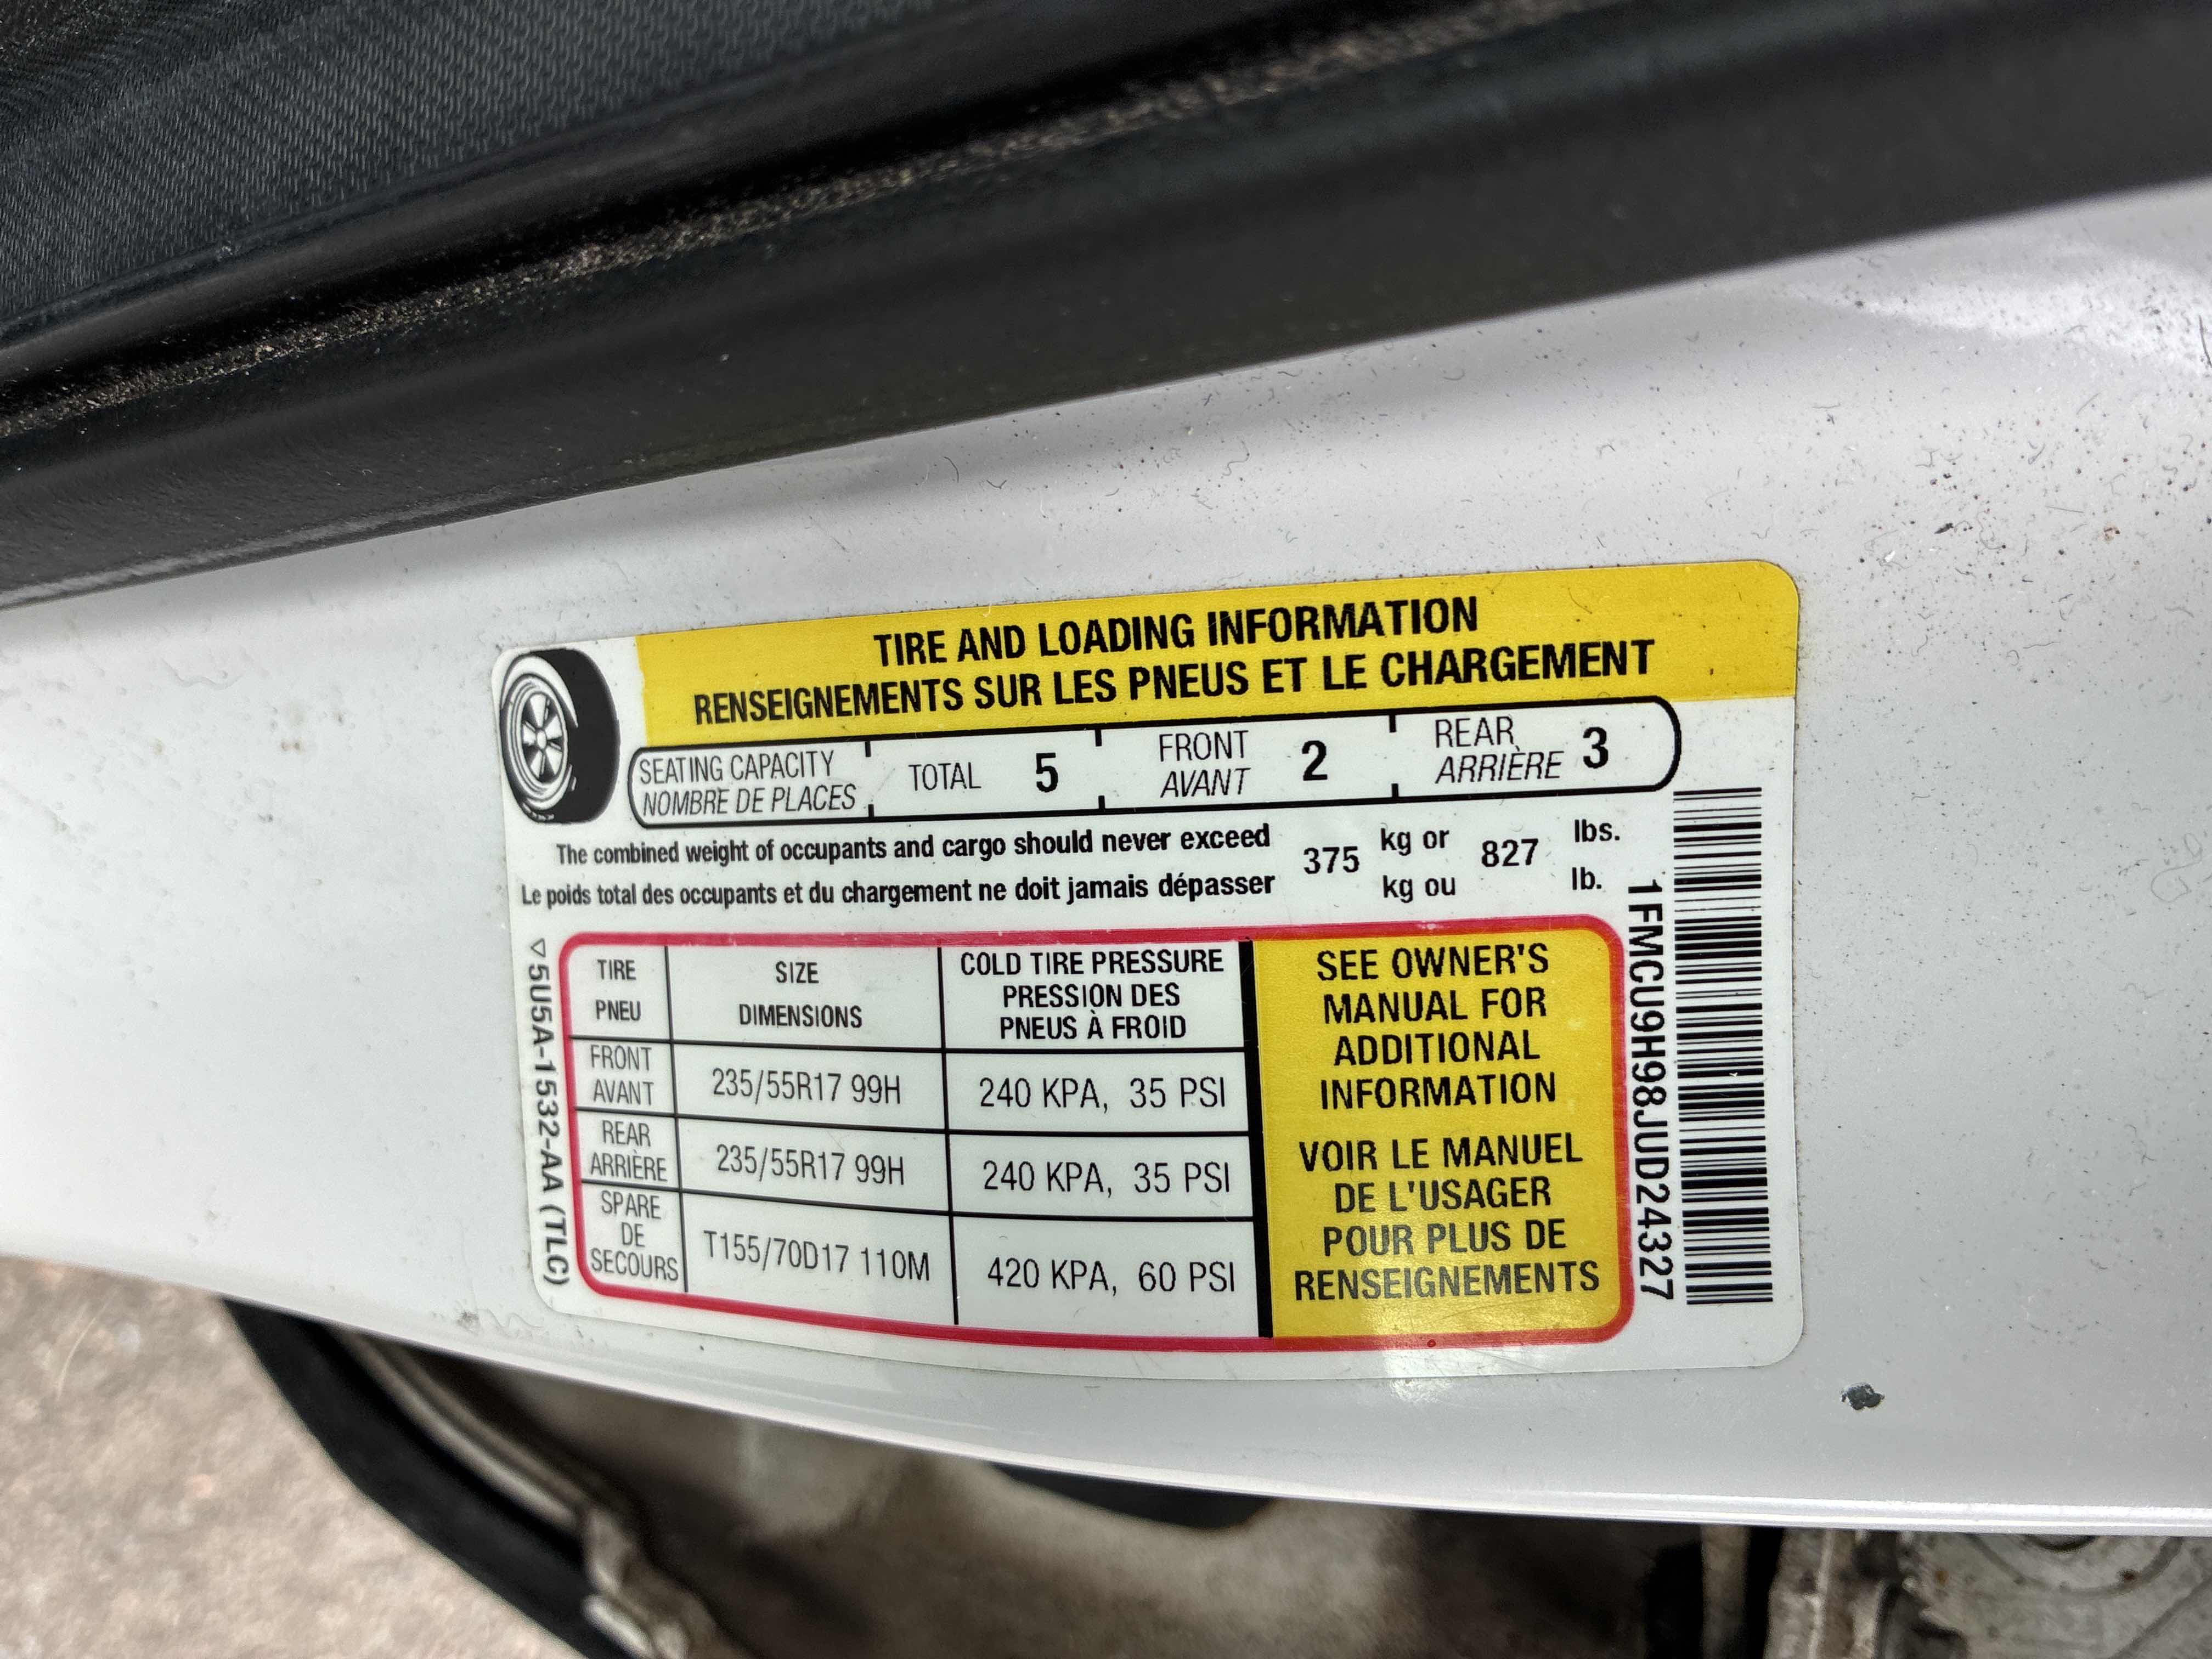 TIRE AND LOADING INFORMATION
RENSEIGNEMENTS SUR LES PNEUS ET LE CHARGEMENT
SEATING CAPACITY
NOMBRE DE PLACES
TOTAL 5
FRONT
AVANT
2
REAR
ARRIÈRE
3
The combined weight of occupants and cargo should never exceed 375 kg or 827 lbs.
Le poids total des occupants et du chargement ne doit jamais dépasser kg ou lb.
TIRE
PNEU
SIZE
DIMENSIONS
COLD TIRE PRESSURE
PRESSION DES
PNEUS À FROID
FRONT
AVANT
235/55R17 99H
240 KPA, 35 PSI
REAR
ARRIÈRE
235/55R17 99H
240 KPA, 35 PSI
SPARE
DE
SECOURS
T155/70D17 110M
420 KPA, 60 PSI
SEE OWNER'S
MANUAL FOR
ADDITIONAL
INFORMATION
VOIR LE MANUEL
DE L'USAGER
POUR PLUS DE
RENSEIGNEMENTS
▽5U5A-1532-AA (TLC)
1FMCU9H98JUD24327